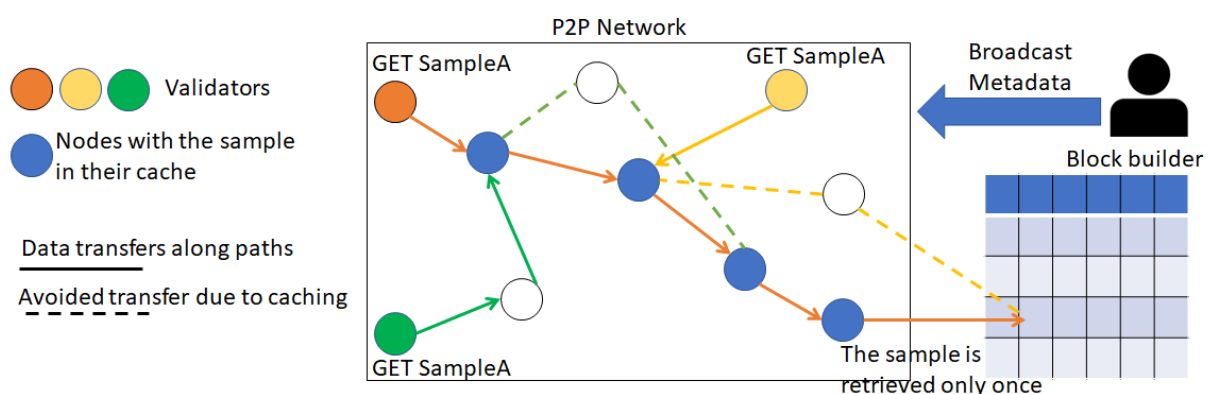 P2P Network
GET SampleA
GET SampleA
Broadcast
Metadata
Validators
Nodes with the sample
in their cache
Block builder
Data transfers along paths
Avoided transfer due to caching
GET SampleA
The sample is
retrieved only once